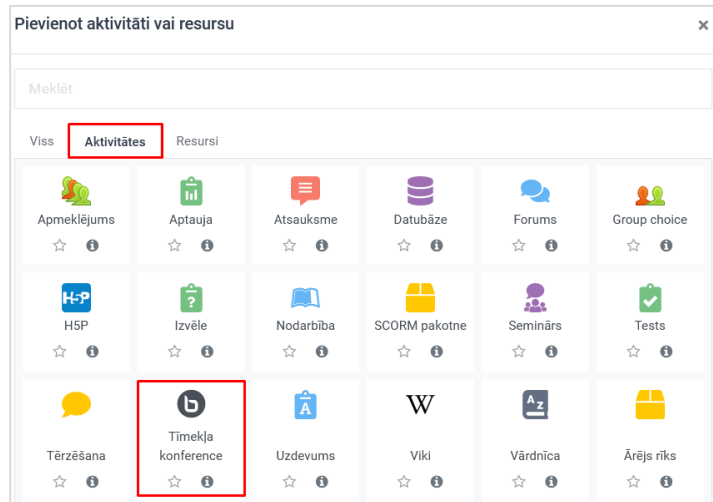 Pievienot aktivitāti vai resursu ×
Meklēt
Viss Aktivitātes Resursi
Apmeklējums Aptauja Atsauksme Datubāze Forums Group choice
H5P
H5P Izvēle Nodarbība SCORM pakotne Seminārs Tests
Tērzēšana Tīmekļa konference Uzdevums Viki Vārdnīca Ārējs rīks